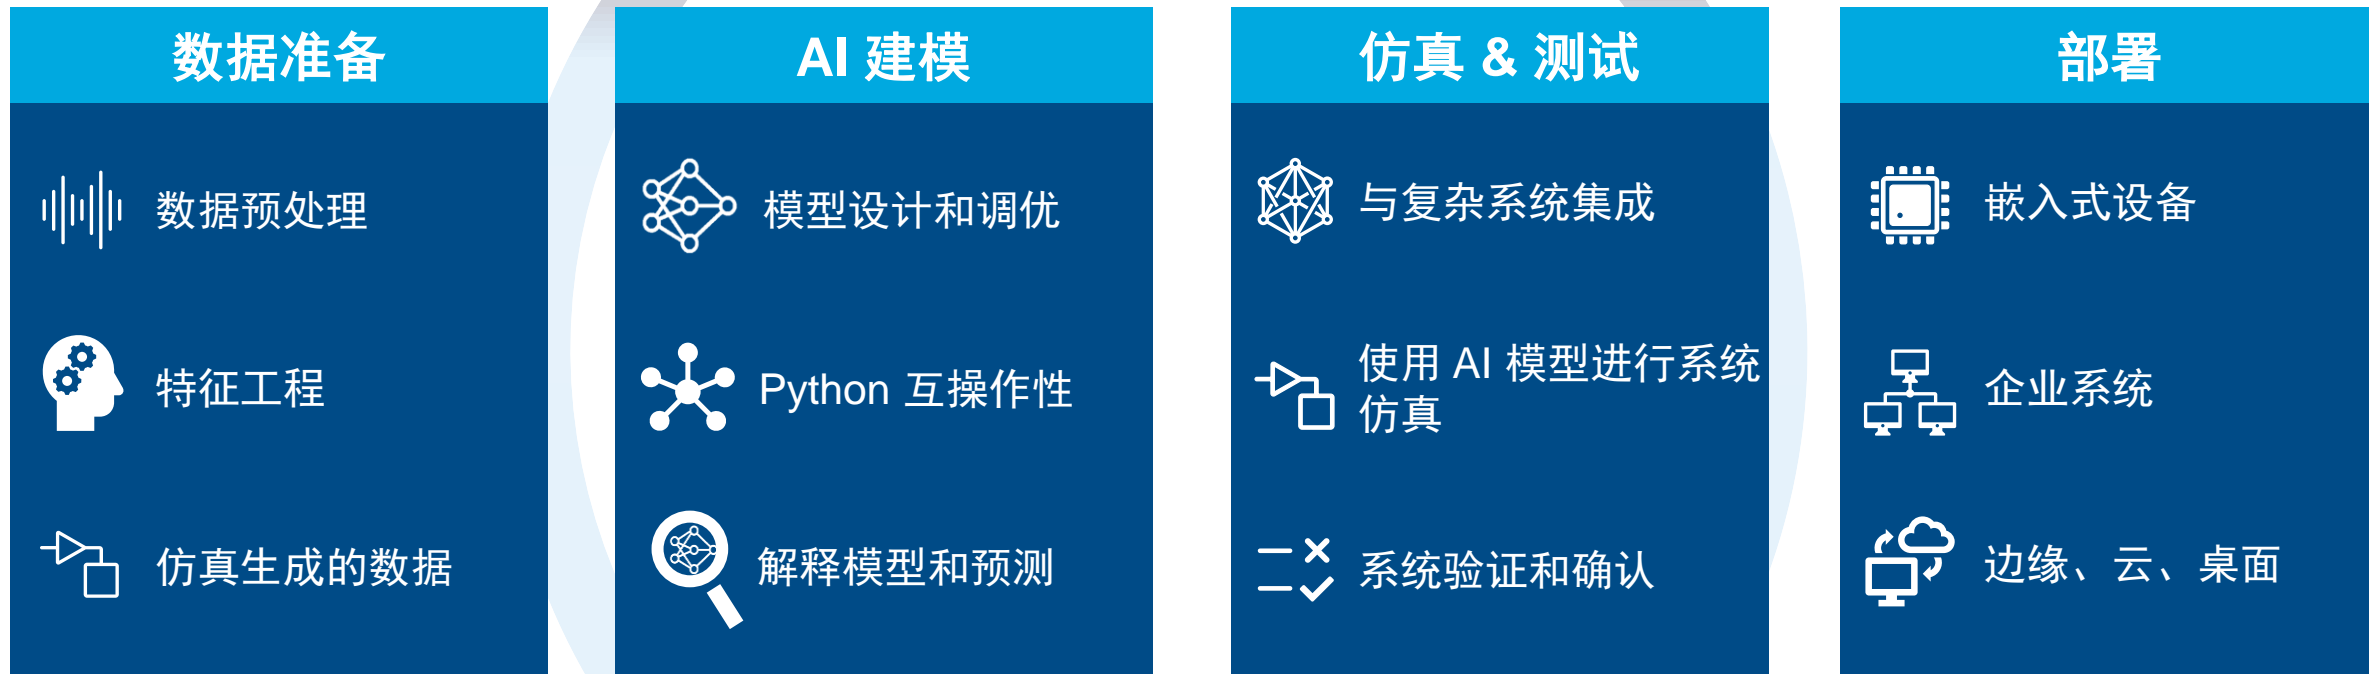 数据准备
数据预处理
特征工程
仿真生成的数据
AI 建模
模型设计和调优
Python 互操作性
解释模型和预测
仿真 & 测试
与复杂系统集成
使用 AI 模型进行系统
仿真
系统验证和确认
部署
嵌入式设备
企业系统
边缘、云、桌面